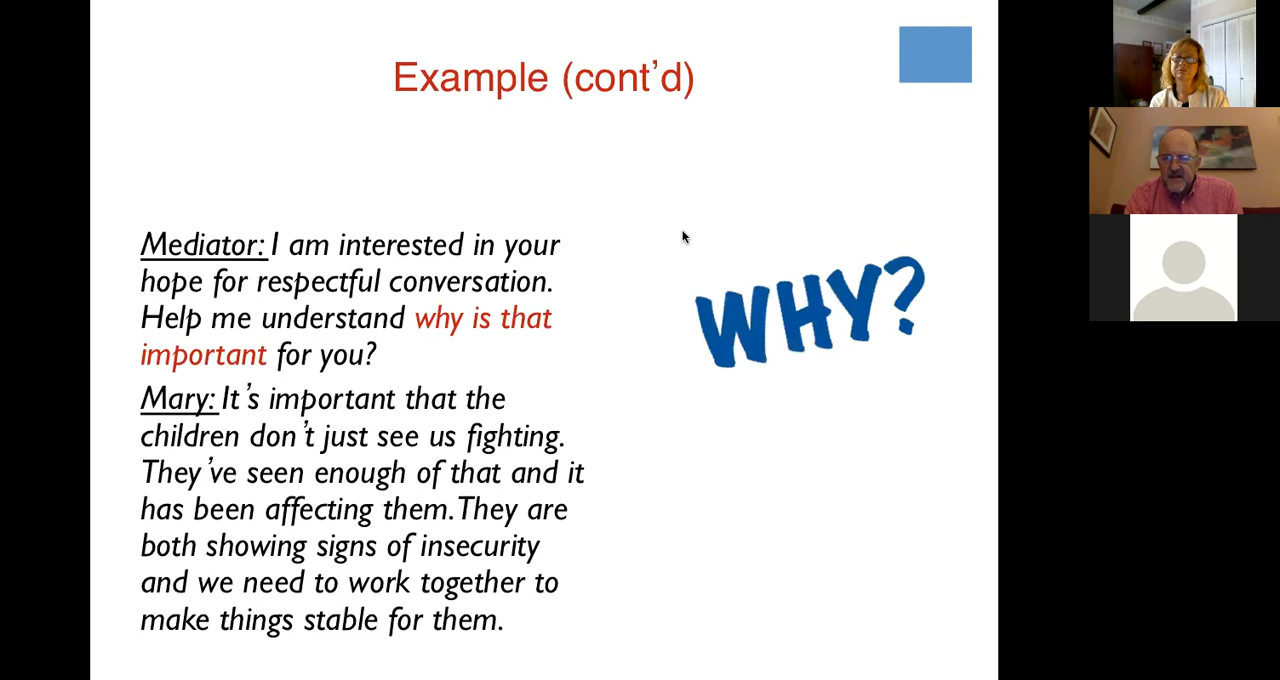 Example (cont’d)
Mediator: I am interested in your
hope for respectful conversation.
Help me understand why is that
important for you?
Mary: It’s important that the
children don’t just see us fighting.
They’ve seen enough of that and it
has been affecting them. They are
both showing signs of insecurity
and we need to work together to
make things stable for them.
WHY?